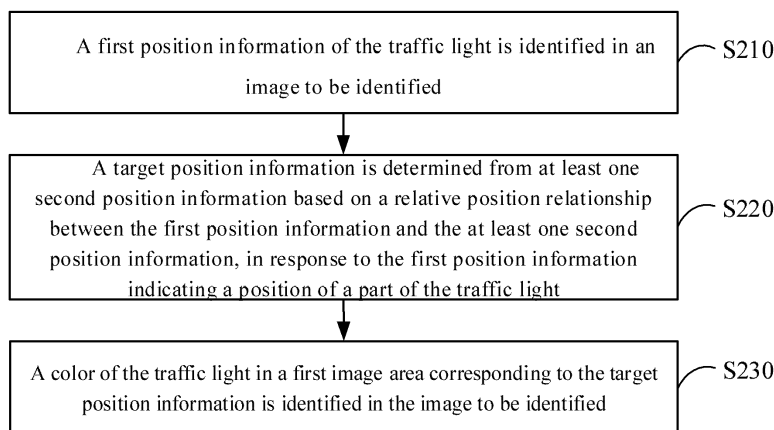 A first position information of the traffic light is identified in an
image to be identified
S210
A target position information is determined from at least one
second position information based on a relative position relationship
between the first position information and the at least one second
position information, in response to the first position information
indicating a position of a part of the traffic light
S220
A color of the traffic light in a first image area corresponding to the target
position information is identified in the image to be identified
S230